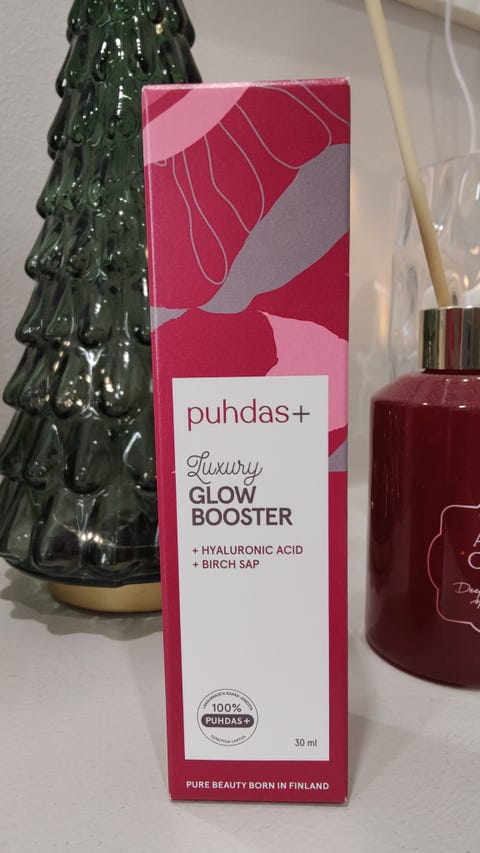 puhdas+
Luxury
GLOW
BOOSTER
+ HYALURONIC ACID
+ BIRCH SAP
100%
PUHDAS+
30 ml
PURE BEAUTY BORN IN FINLAND